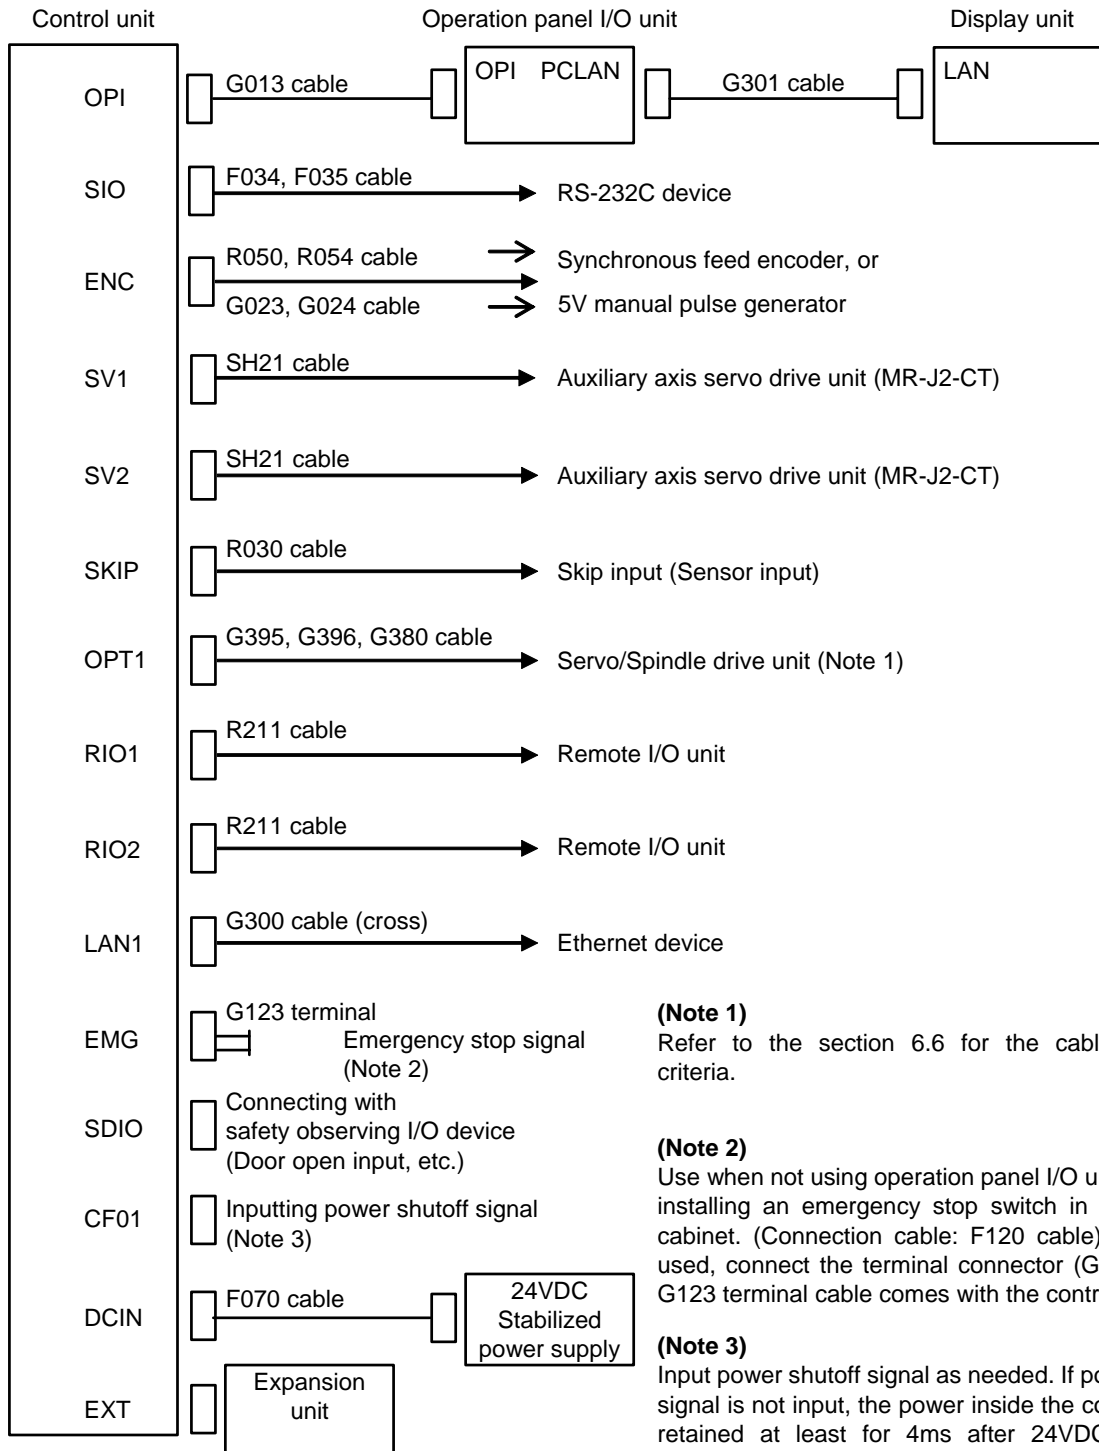 Control unit
Operation panel I/O unit
Display unit
OPI
G013 cable
OPI PCLAN
G301 cable
LAN
SIO
F034, F035 cable
RS-232C device
ENC
R050, R054 cable
Synchronous feed encoder, or
G023, G024 cable
5V manual pulse generator
SV1
SH21 cable
Auxiliary axis servo drive unit (MR-J2-CT)
SV2
SH21 cable
Auxiliary axis servo drive unit (MR-J2-CT)
SKIP
R030 cable
Skip input (Sensor input)
OPT1
G395, G396, G380 cable
Servo/Spindle drive unit (Note 1)
RIO1
R211 cable
Remote I/O unit
RIO2
R211 cable
Remote I/O unit
LAN1
G300 cable (cross)
Ethernet device
EMG
G123 terminal
Emergency stop signal
(Note 2)
SDIO
Connecting with
safety observing I/O device
(Door open input, etc.)
CF01
Inputting power shutoff signal
(Note 3)
DCIN
F070 cable
24VDC
Stabilized
power supply
EXT
Expansion
unit
(Note 1)
Refer to the section 6.6 for the cabl
criteria.
(Note 2)
Use when not using operation panel I/O u
installing an emergency stop switch in
cabinet. (Connection cable: F120 cable)
used, connect the terminal connector (G
G123 terminal cable comes with the contr
(Note 3)
Input power shutoff signal as needed. If po
signal is not input, the power inside the co
retained at least for 4ms after 24VDC